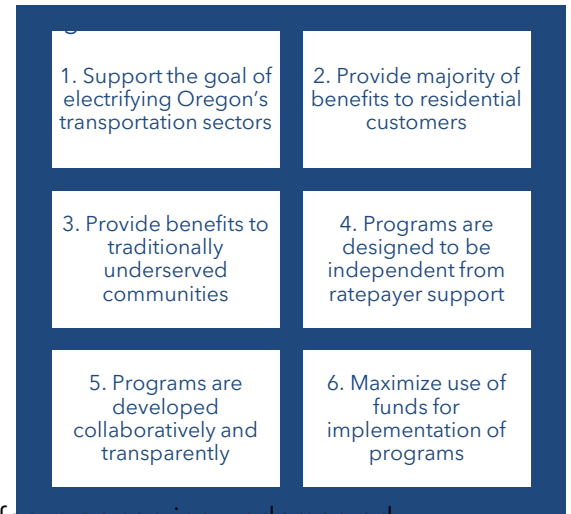 1. Support the goal of
electrifying Oregon's
transportation sectors
2. Provide majority of
benefits to residential
customers
3. Provide benefits to
traditionally
underserved
communities
4. Programs are
designed to be
independent from
ratepayer support
5. Programs are
developed
collaboratively and
transparently
6. Maximize use of
funds for
implementation of
programs